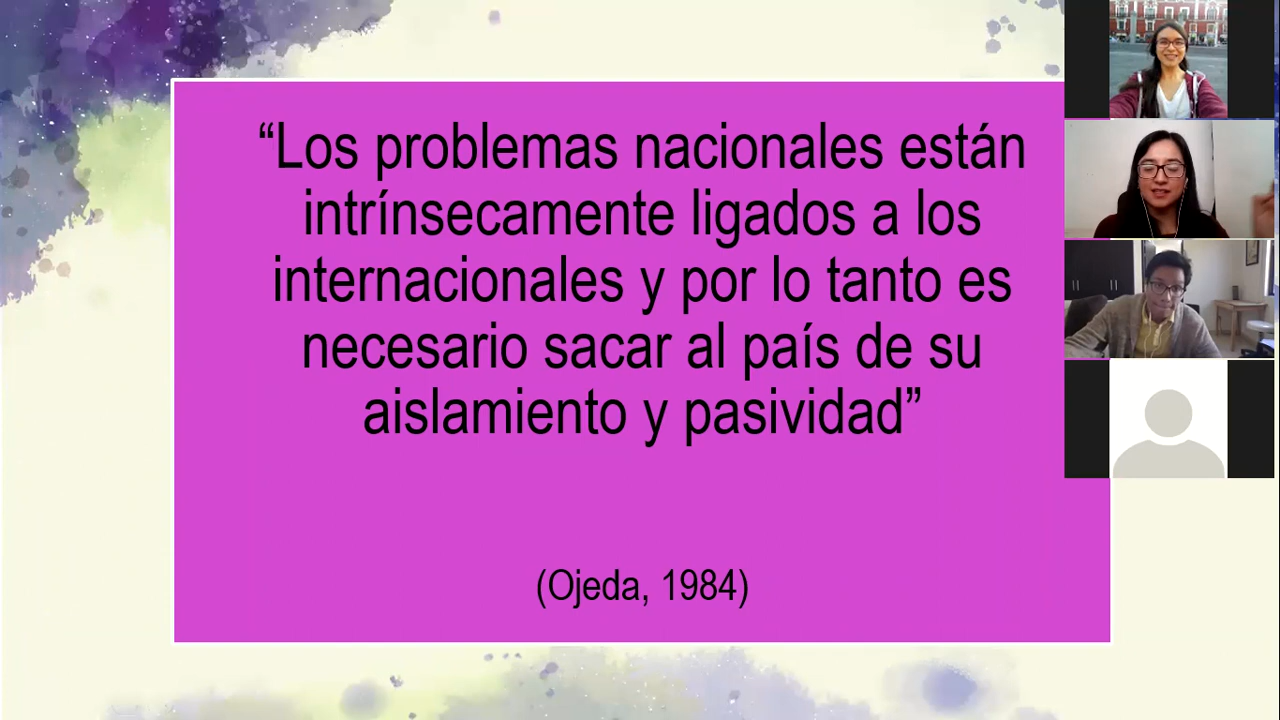 “Los problemas nacionales están
intrínsecamente ligados a los
internacionales y por lo tanto es
necesario sacar al país de su
aislamiento y pasividad”
(Ojeda, 1984)